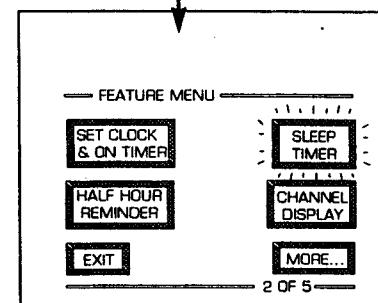 FEATURE MENU
SET CLOCK
& ON TIMER
SLEEP
TIMER
HALF HOUR
REMINDER
CHANNEL
DISPLAY
EXIT
MORE...
2 OF 5